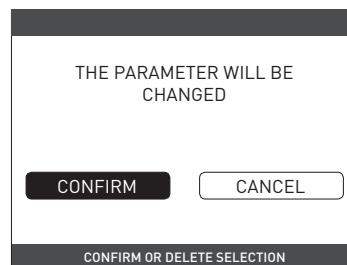 THE PARAMETER WILL BE
CHANGED
CONFIRM
CANCEL
CONFIRM OR DELETE SELECTION